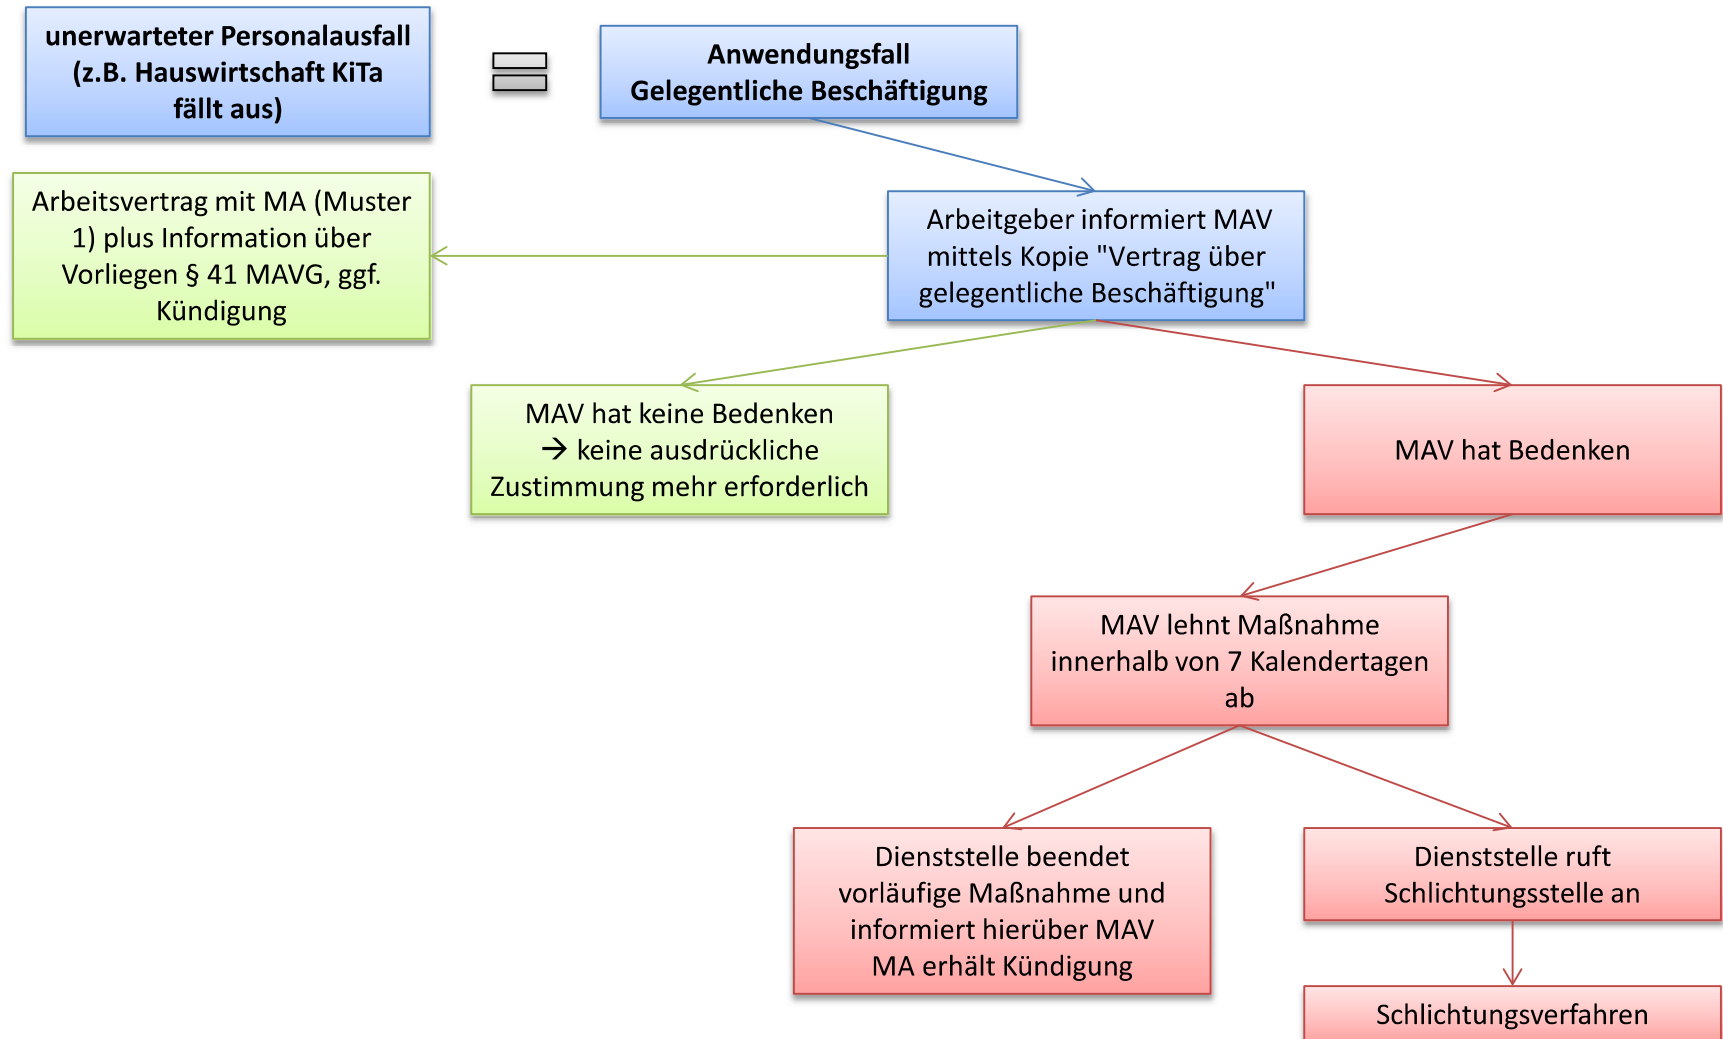 unerwarteter Personalausfall
(z.B. Hauswirtschaft KiTa
fällt aus)
Anwendungsfall
Gelegentliche Beschäftigung
Arbeitsvertrag mit MA (Muster
1) plus Information über
Vorliegen § 41 MAVG, ggf.
Kündigung
Arbeitgeber informiert MAV
mittels Kopie "Vertrag über
gelegentliche Beschäftigung"
MAV hat keine Bedenken
→ keine ausdrückliche
Zustimmung mehr erforderlich
MAV hat Bedenken
MAV lehnt Maßnahme
innerhalb von 7 Kalendertagen
ab
Dienststelle beendet
vorläufige Maßnahme und
informiert hierüber MAV
MA erhält Kündigung
Dienststelle ruft
Schlichtungsstelle an
Schlichtungsverfahren